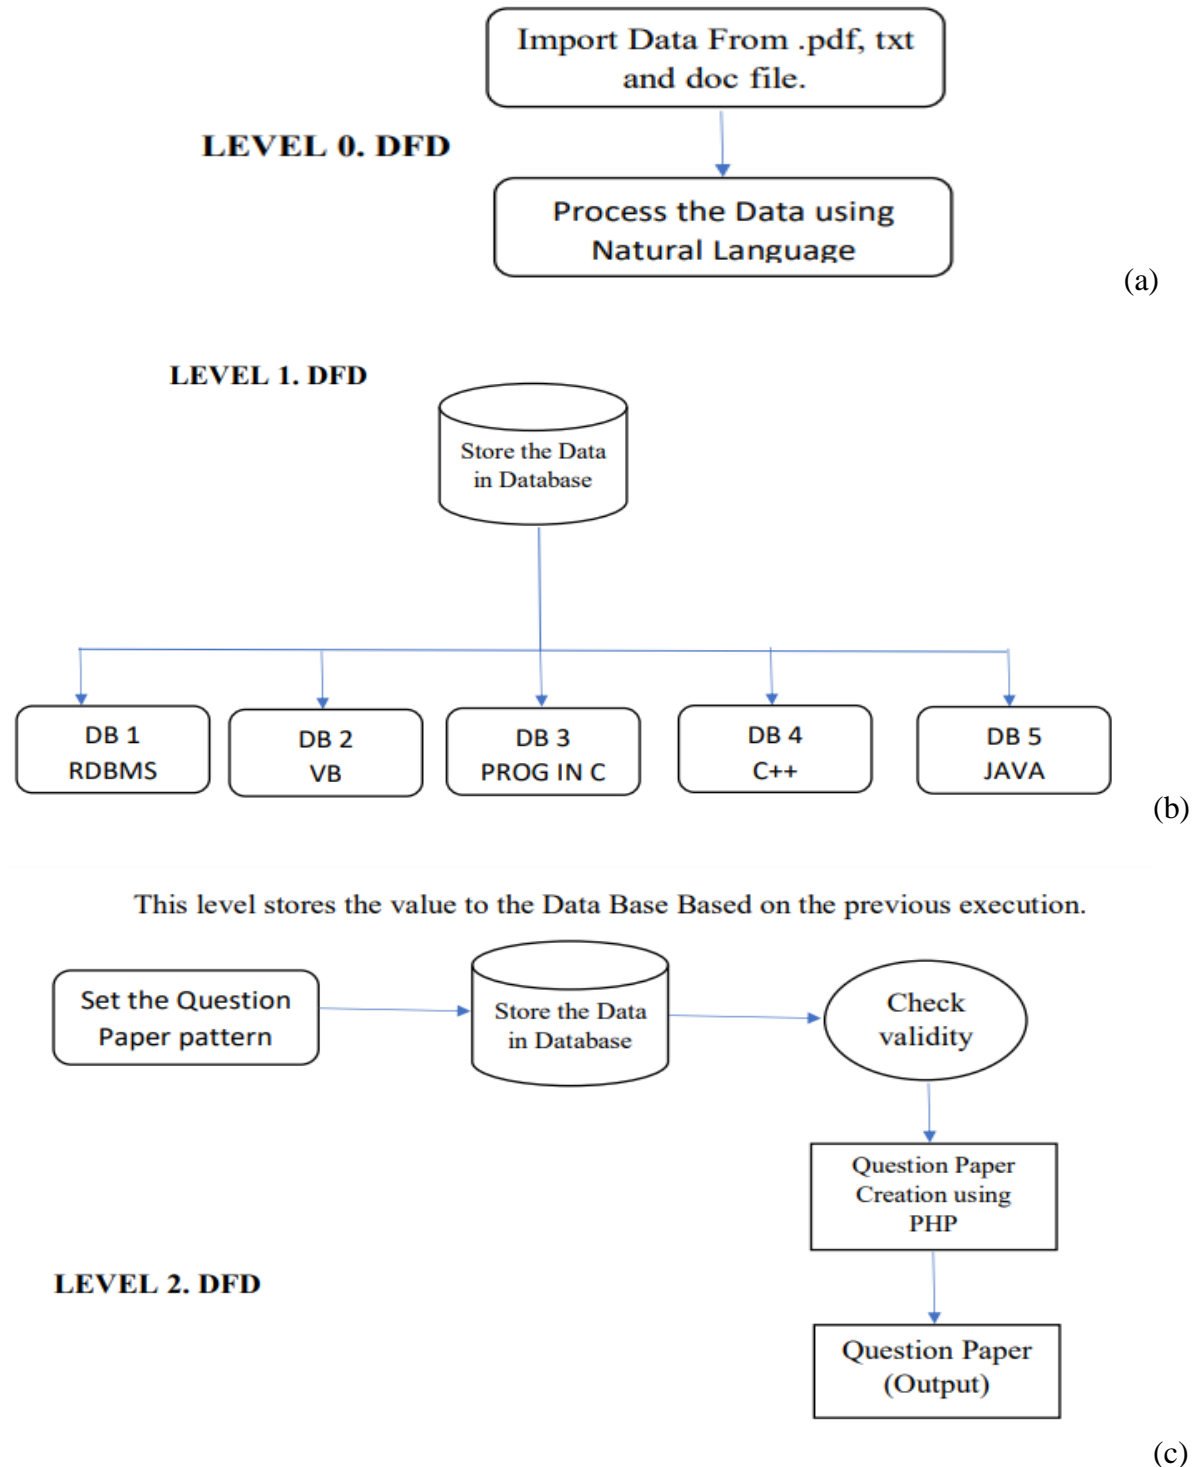 Import Data From .pdf, txt
and doc file.
LEVEL 0. DFD
Process the Data using
Natural Language
(a)
LEVEL 1. DFD
Store the Data
in Database
DB 1
RDBMS
DB 2
VB
DB 3
PROG IN C
DB 4
C++
DB 5
JAVA
(b)
This level stores the value to the Data Base Based on the previous execution.
Set the Question
Paper pattern
Store the Data
in Database
Check
validity
Question Paper
Creation using
PHP
LEVEL 2. DFD
Question Paper
(Output)
(c)